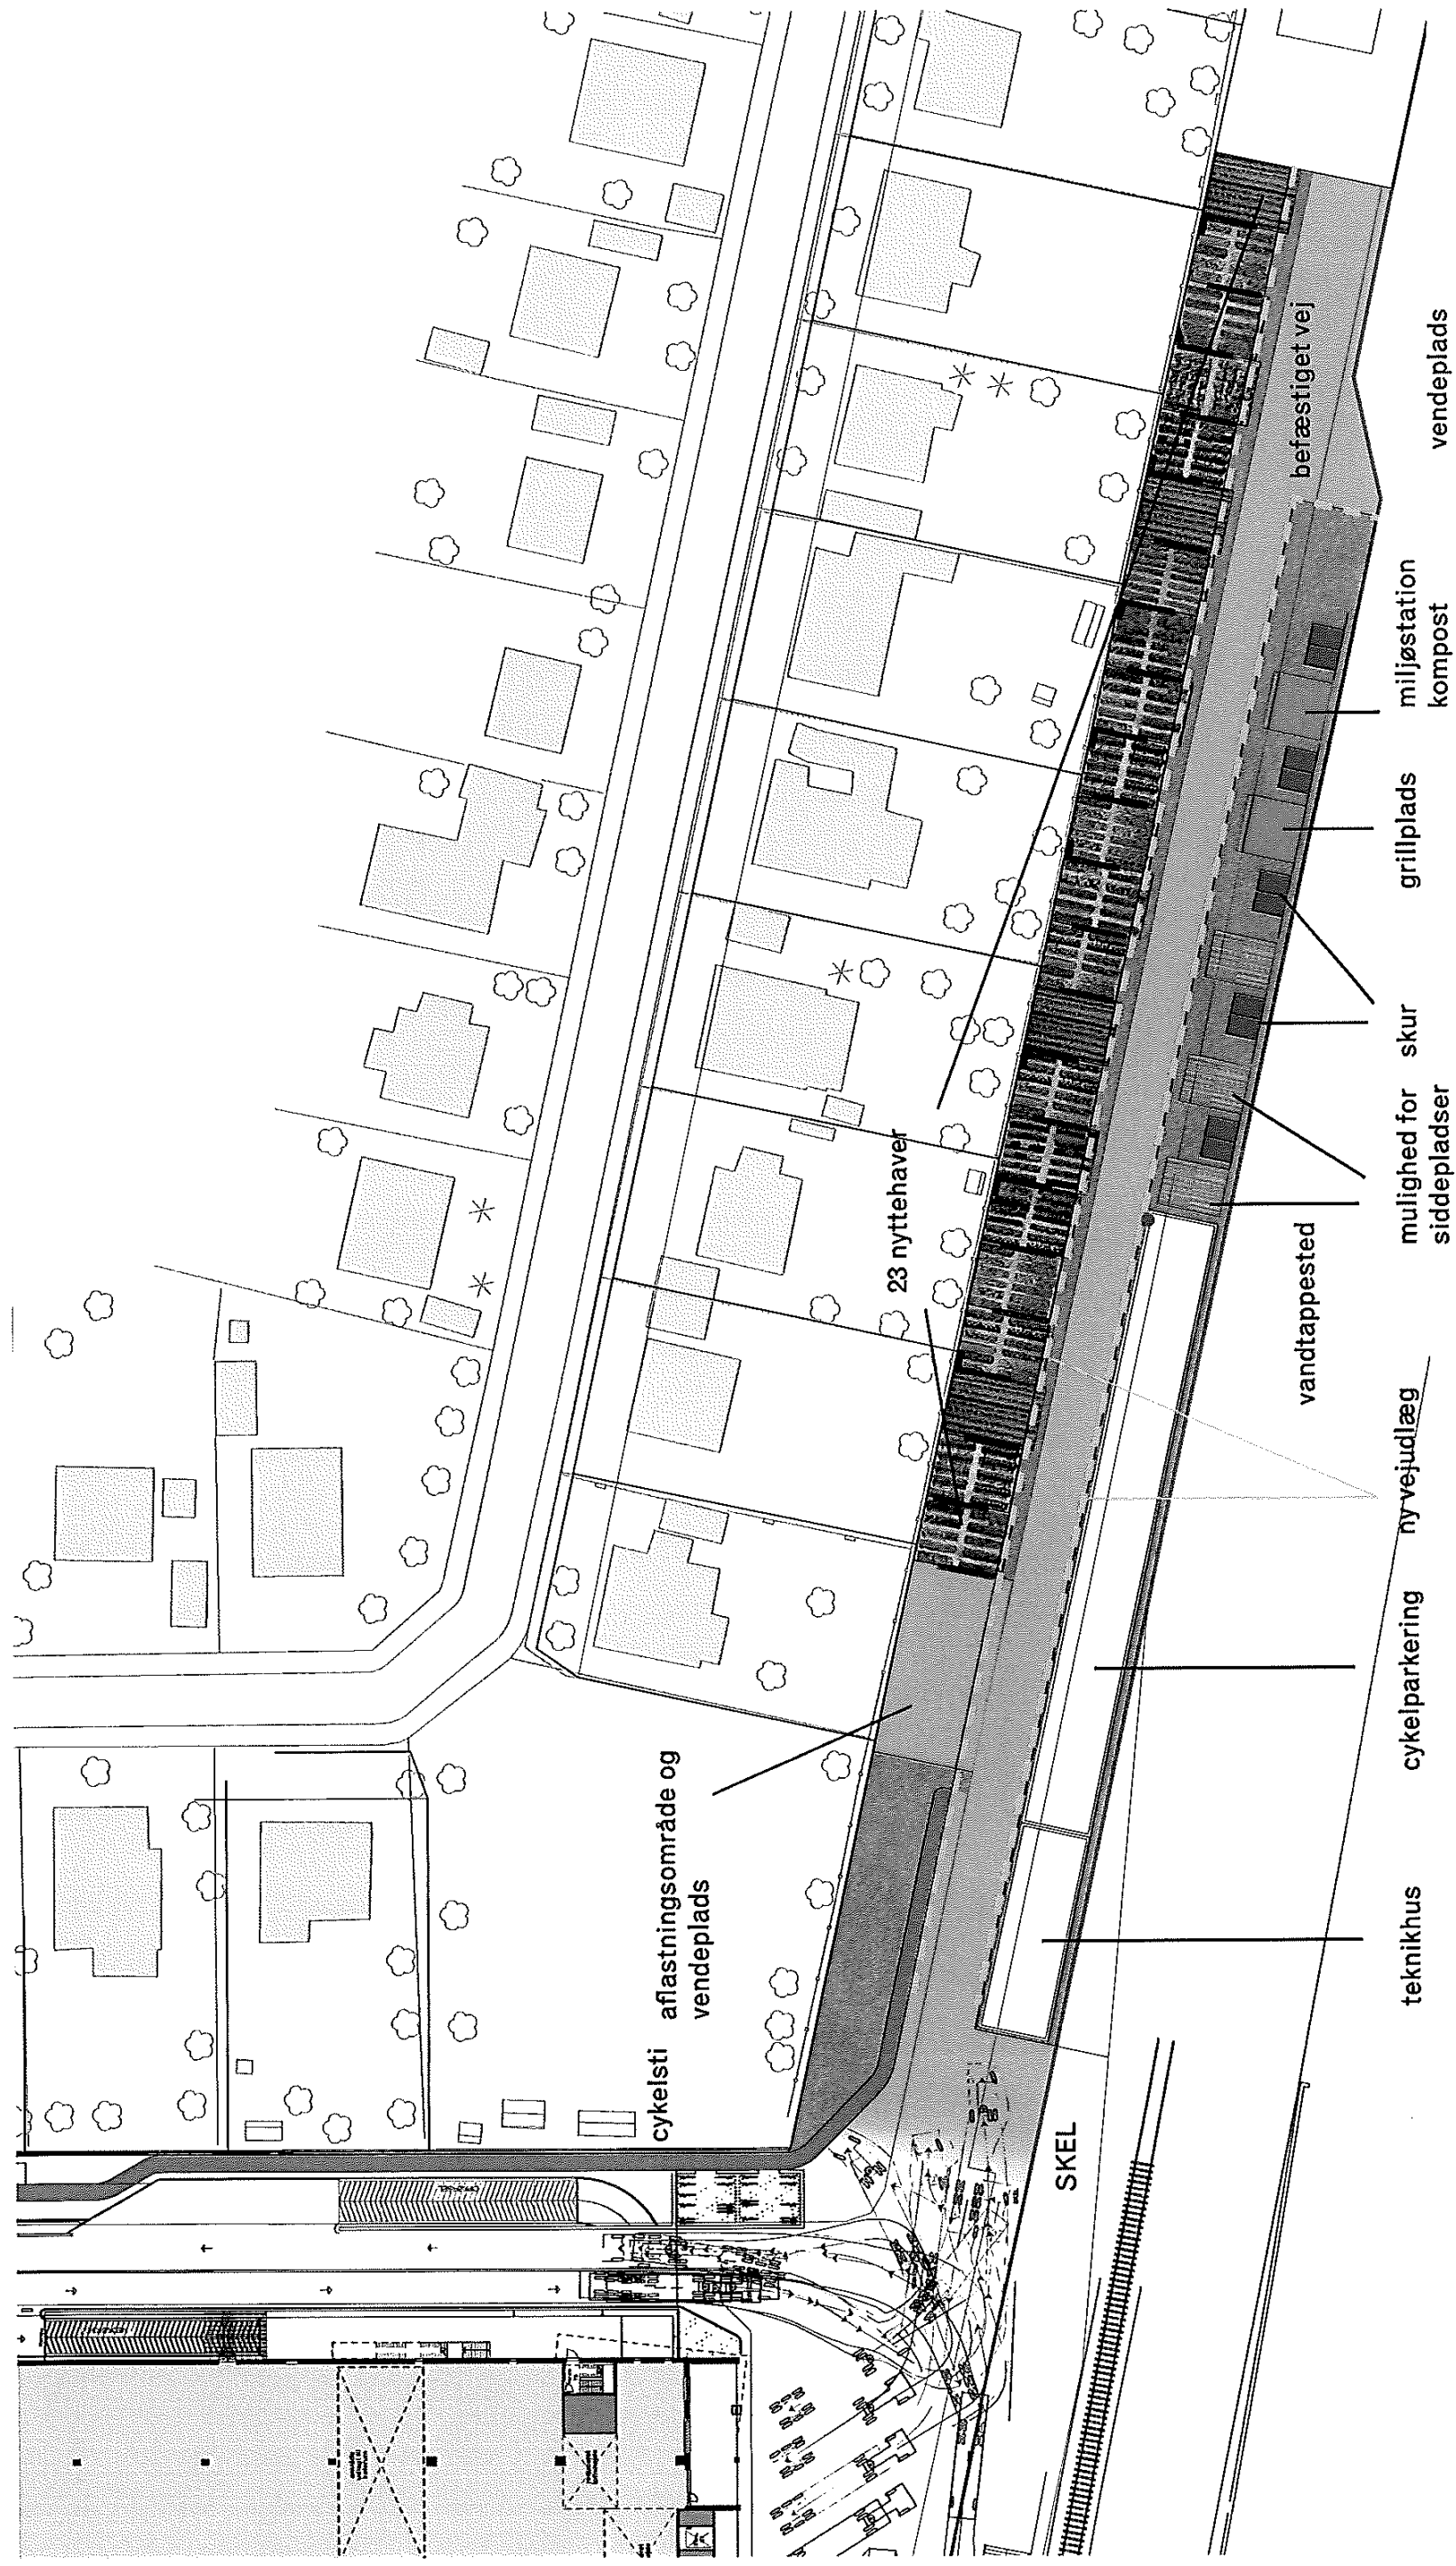 cykelsti
aflastningsområde og
vendeplads
23 nyttehaver
befæstiget vej
SKEL
teknikhus
cykelparkering
ny vejudlæg
vandtappested
mulighed for
siddepladser
skur
grillplads
miljøstation
kompost
vendeplads